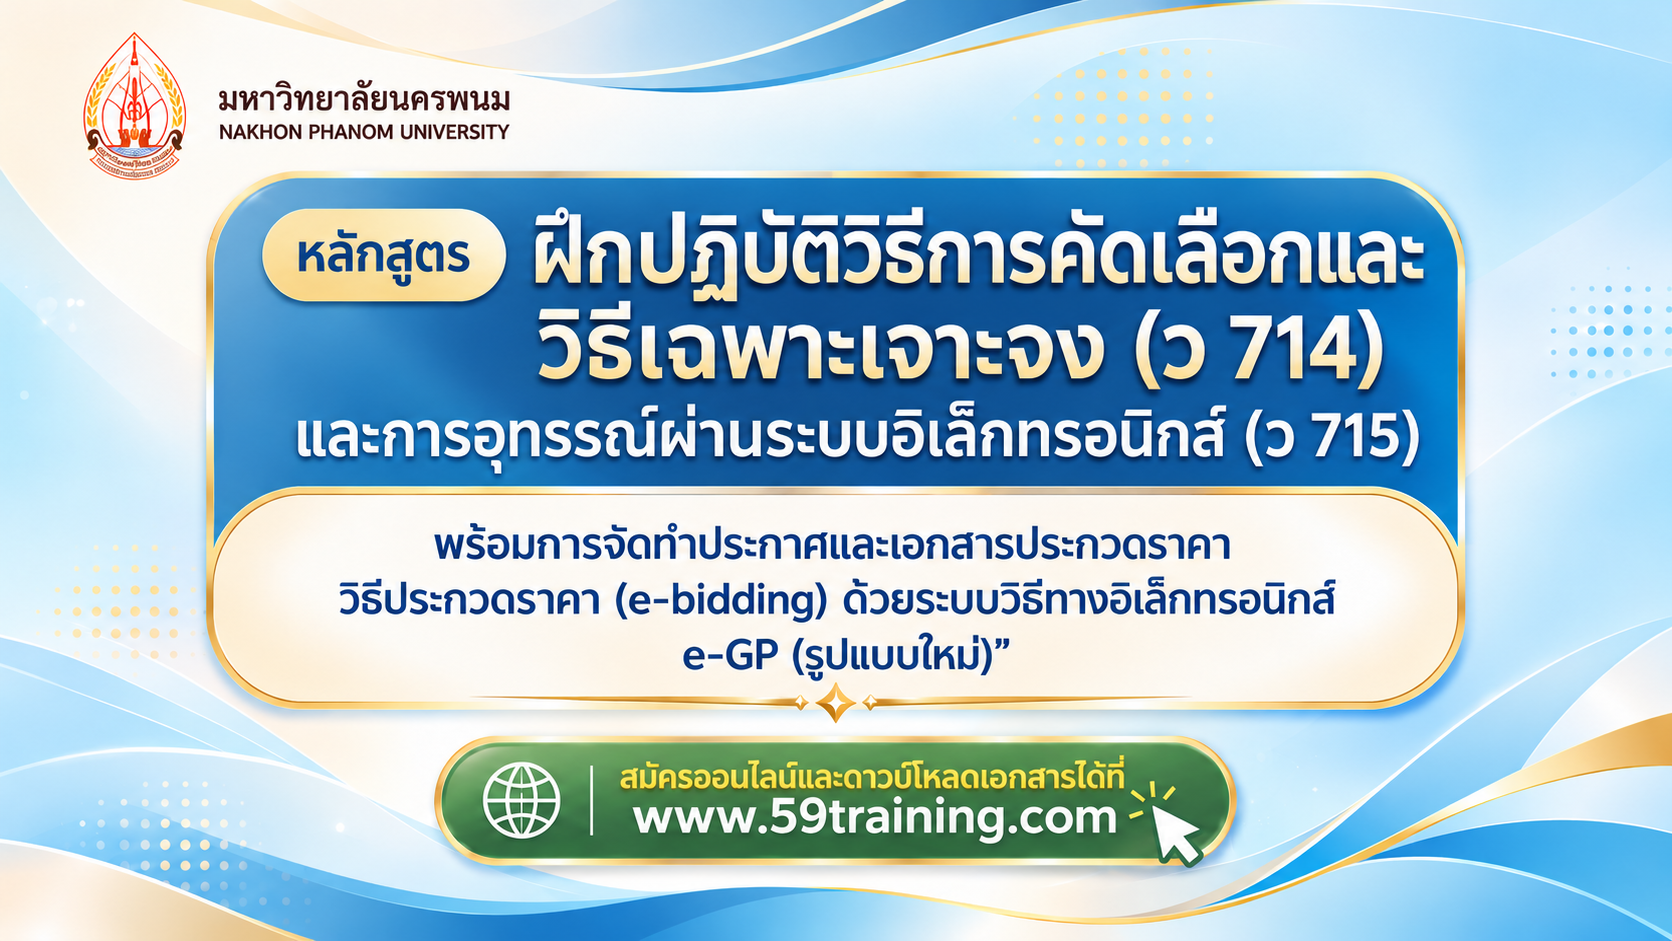 มหาวิทยาลัยนครพนม
NAKHON PHANOM UNIVERSITY
หลักสูตร
ฝึกปฏิบัติวิธีการคัดเลือกและ
วิธีเฉพาะเจาะจง (ว 714)
และการอุทธรรณ์ผ่านระบบอิเล็กทรอนิกส์ (ว 715)
พร้อมการจัดทำประกาศและเอกสารประกวดราคา
วิธีประกวดราคา (e-bidding) ด้วยระบบวิธีทางอิเล็กทรอนิกส์
e-GP (รูปแบบใหม่)”
สมัครออนไลน์และดาวน์โหลดเอกสารได้ที่
www.59training.com